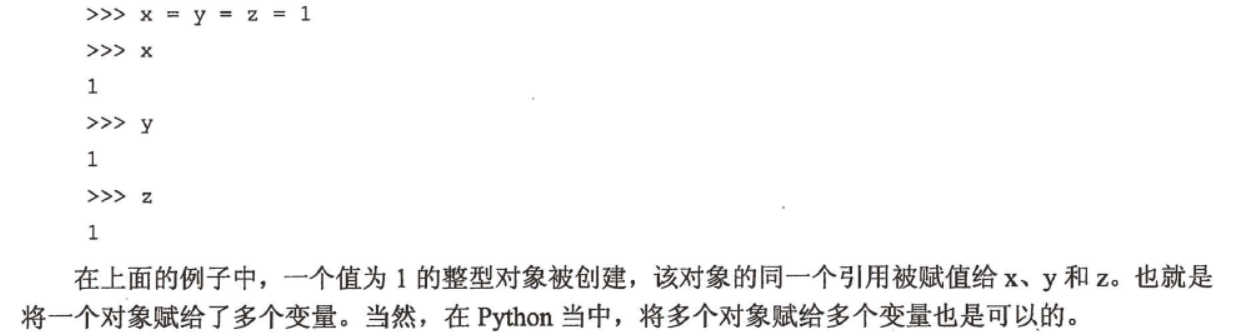 >>> x = y = z = 1
>>> x
1
>>> y
1
>>> z
1
在上面的例子中，一个值为 1 的整型对象被创建，该对象的同一个引用被赋值给 x、y 和 z。也就是
将一个对象赋给了多个变量。当然，在 Python 当中，将多个对象赋给多个变量也是可以的。